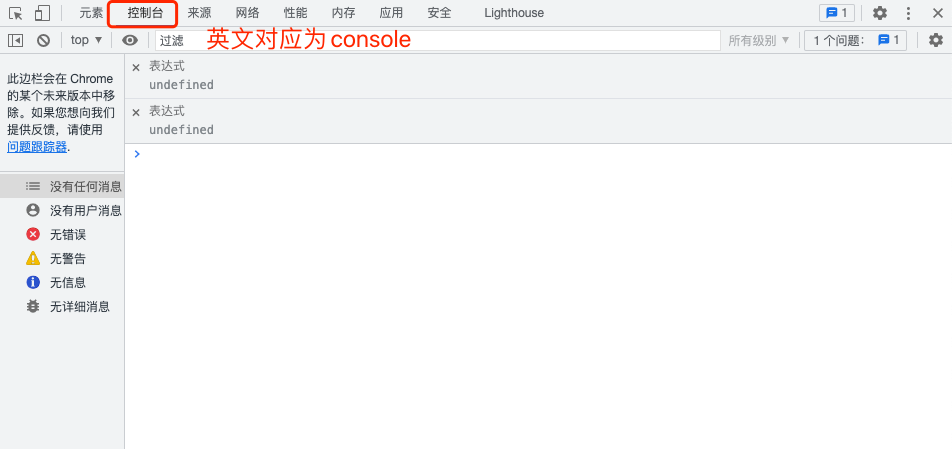 元素 控制台 来源 网络 性能 内存 应用 安全 Lighthouse 1
top 过滤 英文对应为console 所有级别 1 个问题: 1
此边栏会在 Chrome
的某个未来版本中移
除。如果您想向我们
提供反馈，请使用
问题跟踪器.
没有任何消息
没有用户消息
无错误
无警告
无信息
无详细消息
表达式
undefined
表达式
undefined